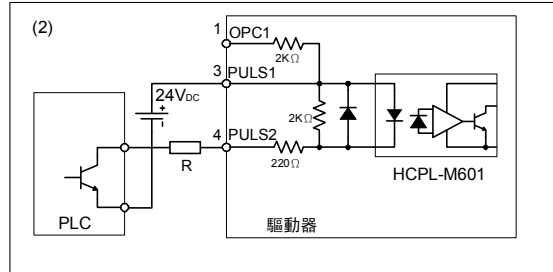 (2)
1 OPC1
2KΩ
3 PULS1
24VDC
+
-
2KΩ
4 PULS2
R
220Ω
HCPL-M601
PLC
驅動器